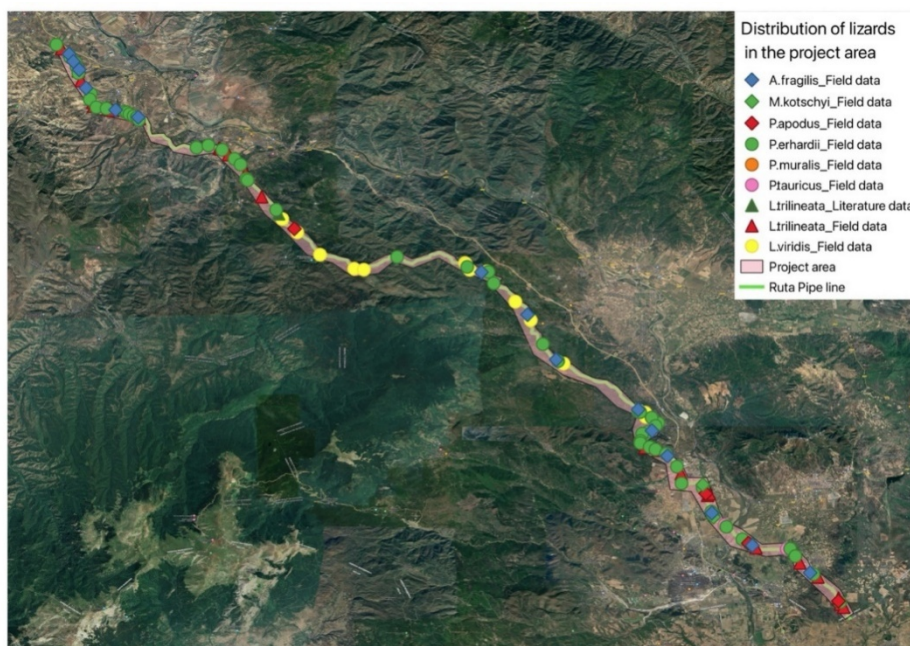 Distribution of lizards
in the project area
A.fragilis_Field data
M.kotschyi_Field data
P.apodus_Field data
P.erhardii_Field data
P.muralis_Field data
P.tauricus_Field data
L.trilineata_Literature data
L.trilineata_Field data
L.viridis_Field data
Project area
Ruta Pipe line